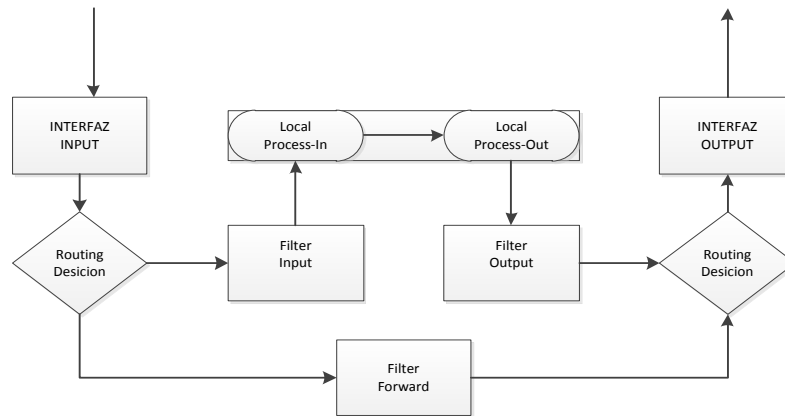 INTERFAZ
INPUT
Local
Process-In
Local
Process-Out
INTERFAZ
OUTPUT
Routing
Desicion
Filter
Input
Filter
Output
Routing
Desicion
Filter
Forward